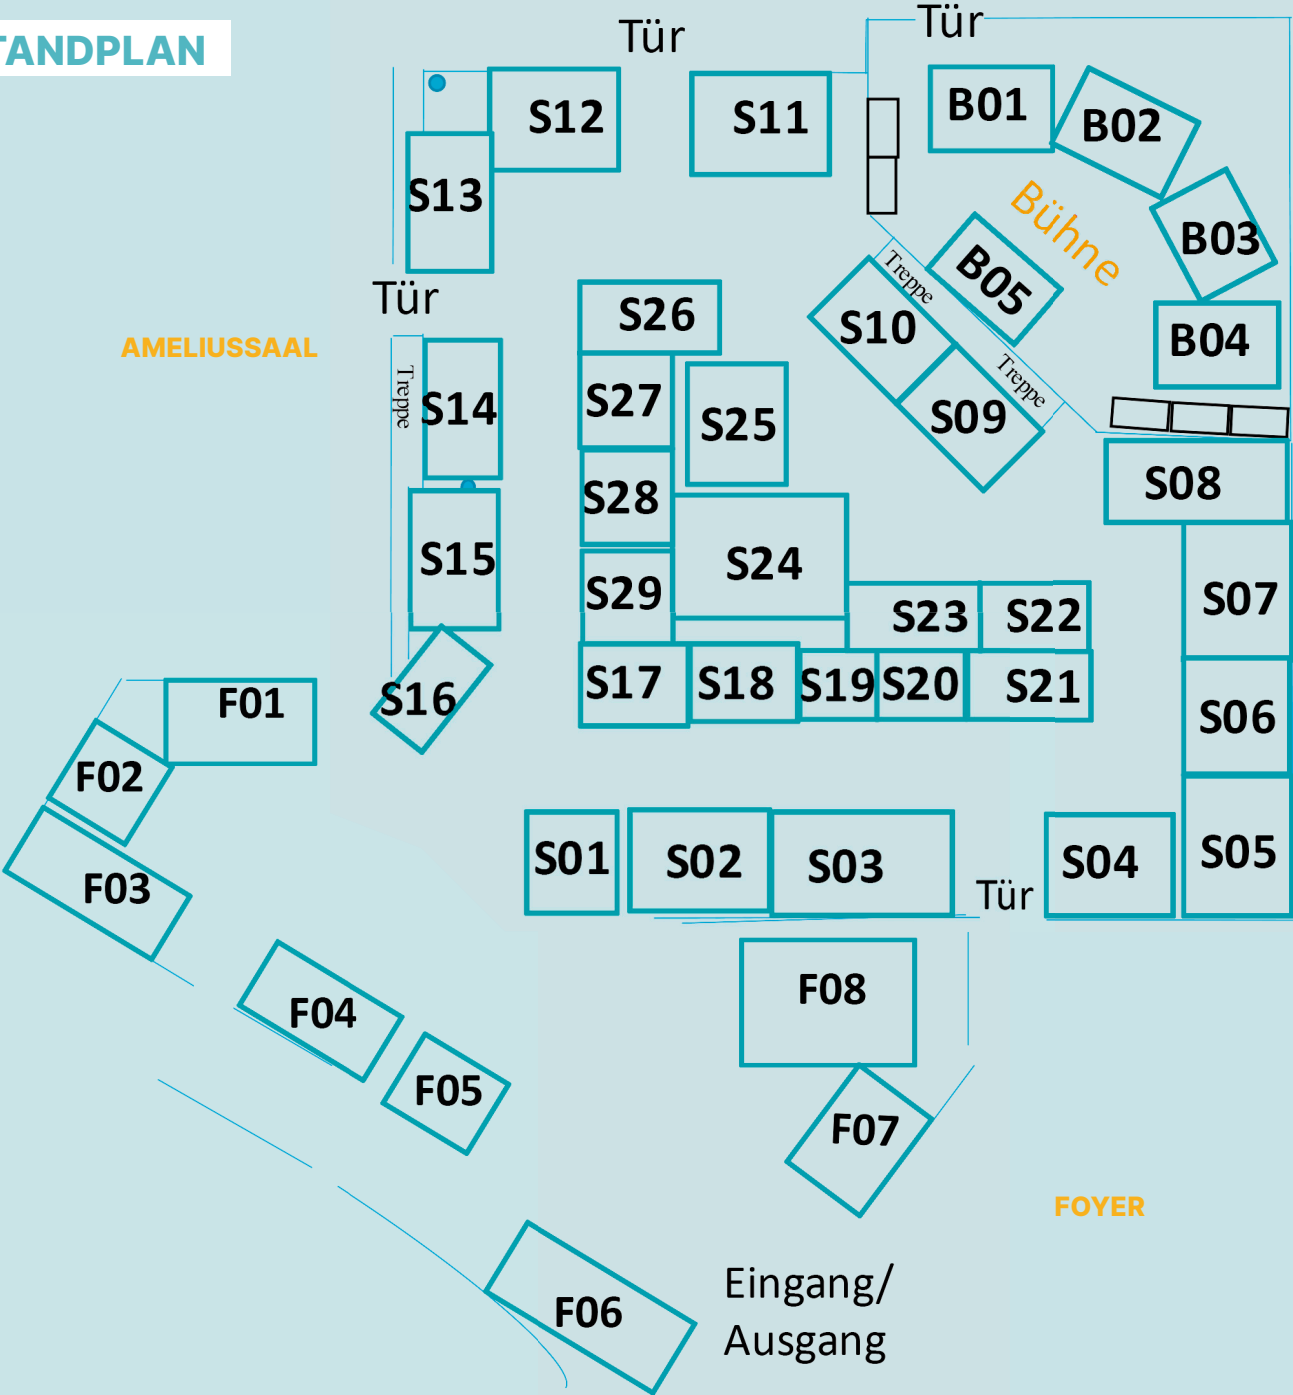 TANDPLAN
Tür
Tür
S12
S11
B01
B02
S13
Bühne
B03
Treppe
B05
Tür
S26
S10
B04
AMELIUSSAAL
Treppe
S14
S27
S25
Treppe
S09
S28
S08
S15
S24
S29
S23
S22
S07
S16
S17
S18
S19
S20
S21
F01
S06
F02
S01
S02
S03
S04
S05
Tür
F03
F08
F04
F05
F07
FOYER
Eingang/
Ausgang
F06